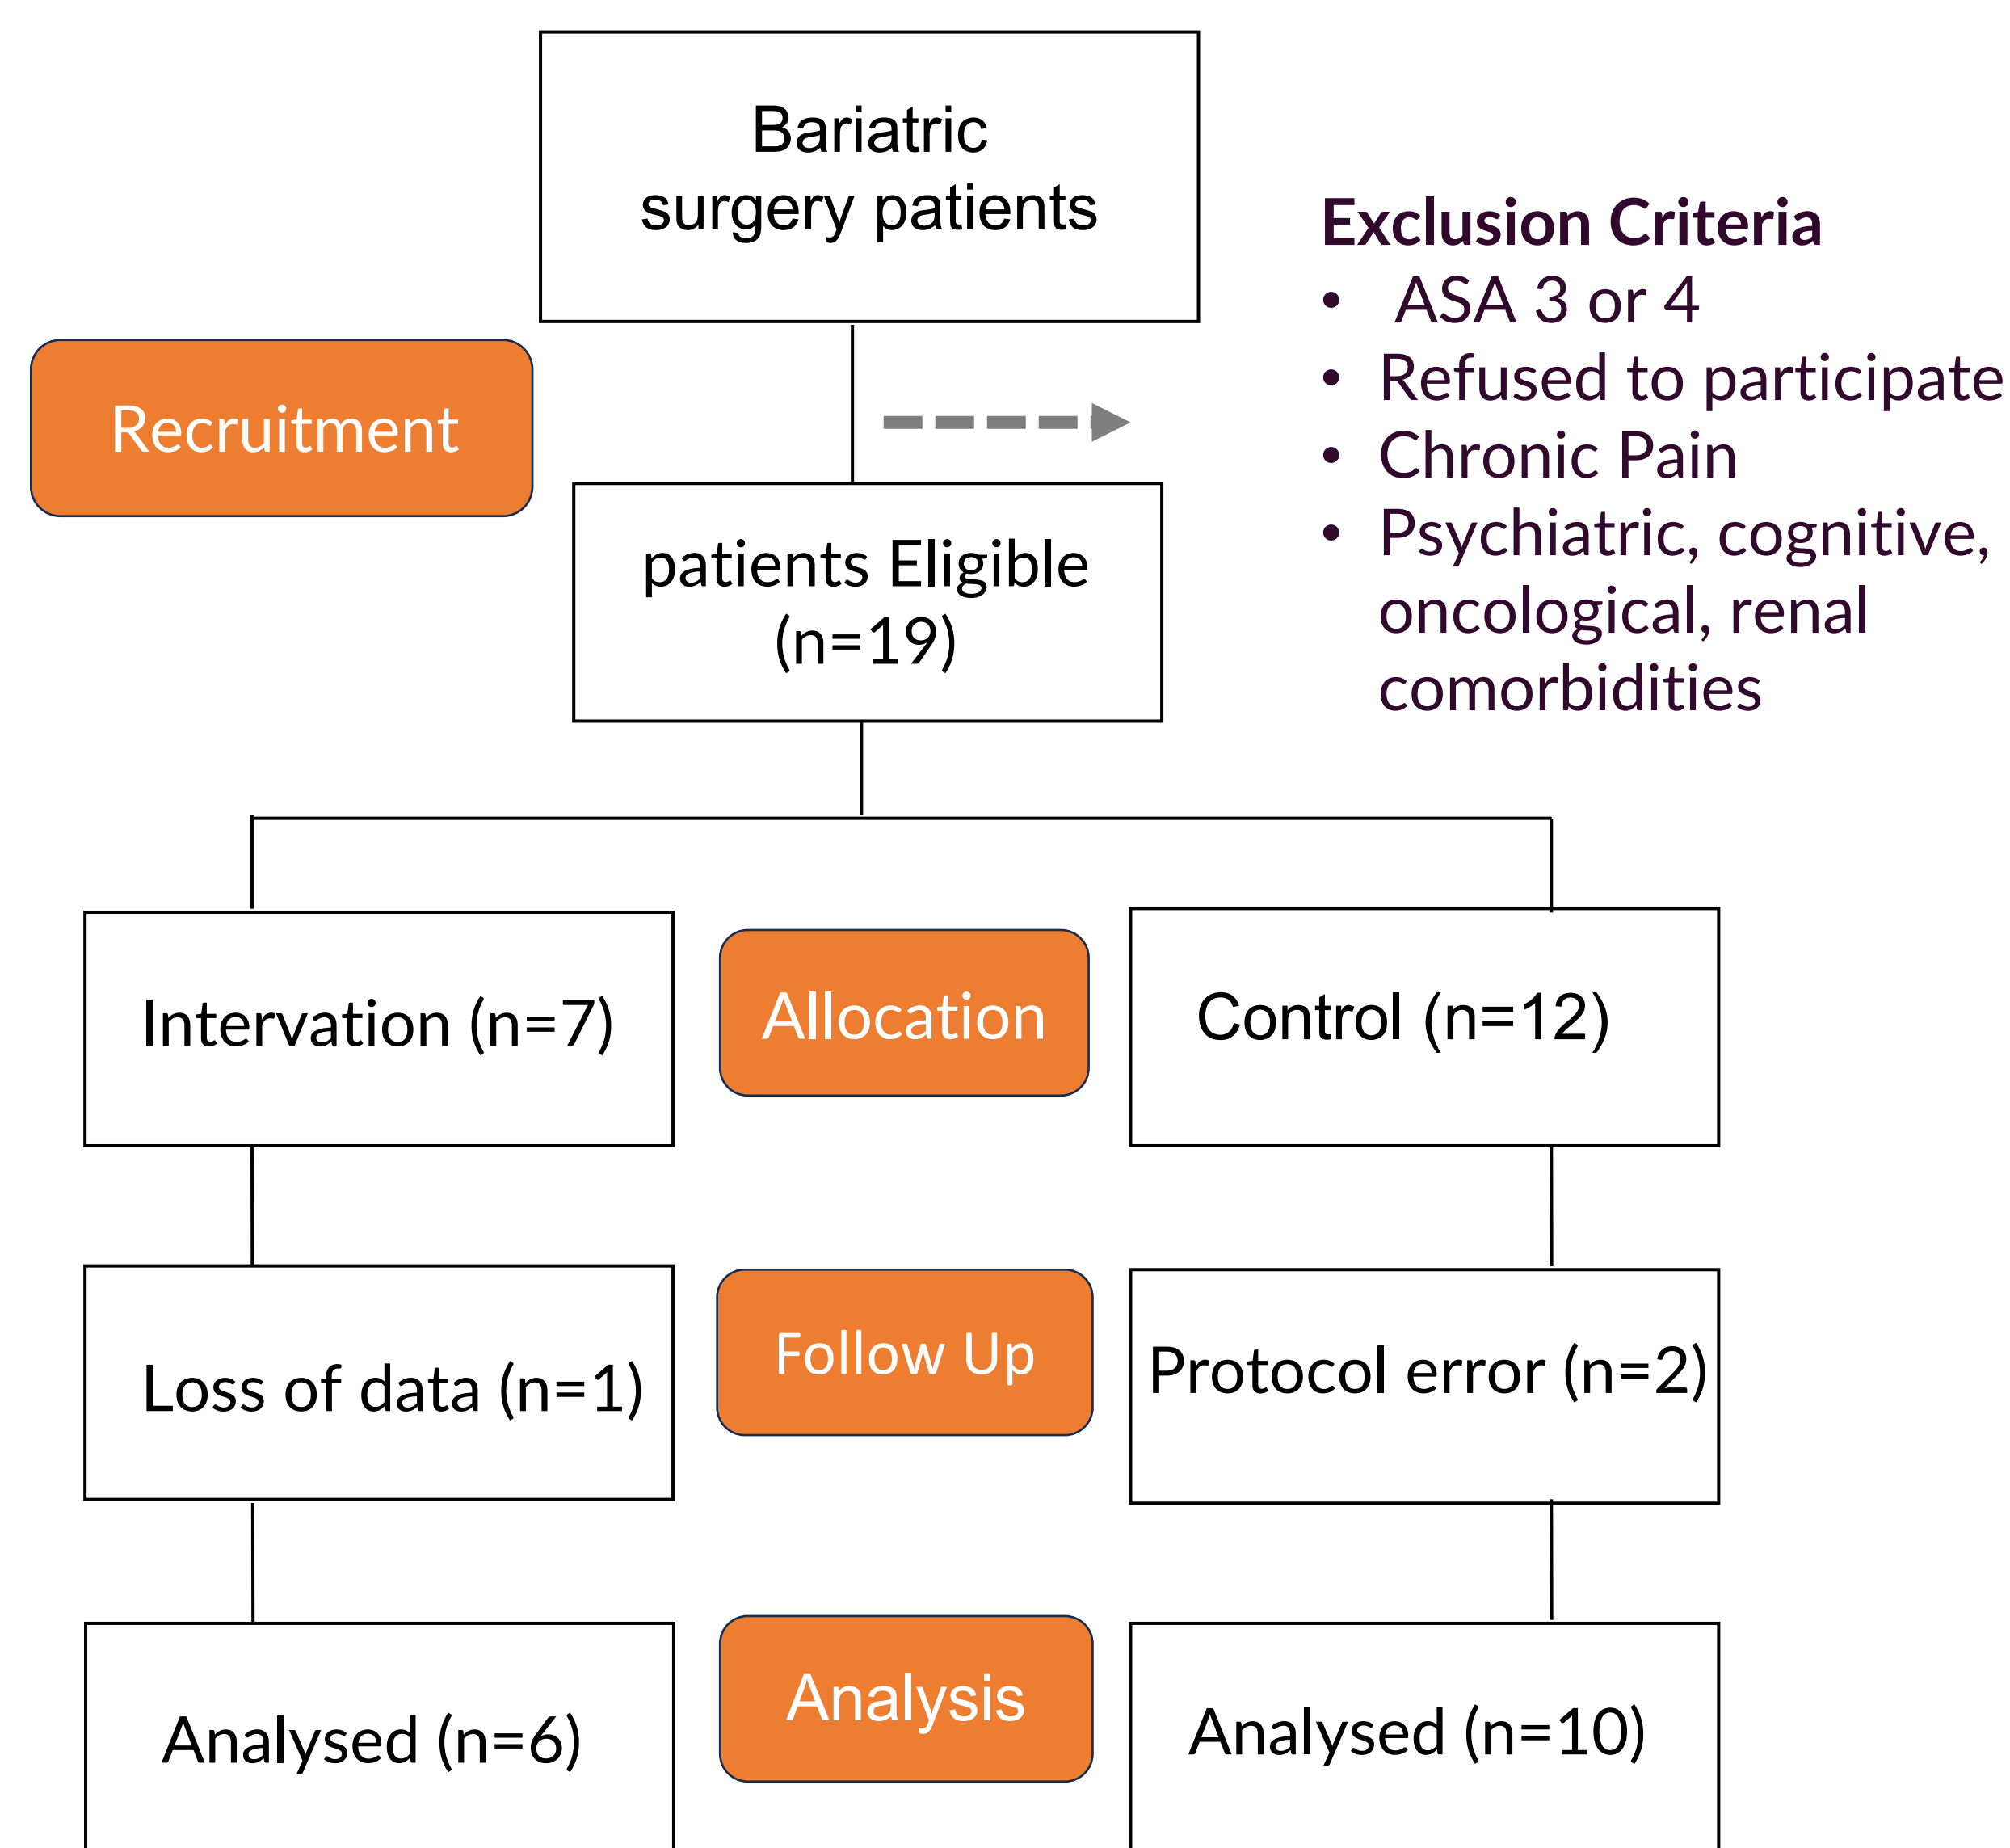 Bariatric
surgery patients
Exclusion Criteria
• ASA 3 or 4
• Refused to participate
• Chronic Pain
• Psychiatric, cognitive,
oncological, renal
comorbidities
Recruitment
patients Eligible
(n=19)
Intervation (n=7)
Allocation
Control (n=12)
Loss of data (n=1)
Follow Up
Protocol error (n=2)
Analysed (n=6)
Analysis
Analysed (n=10)